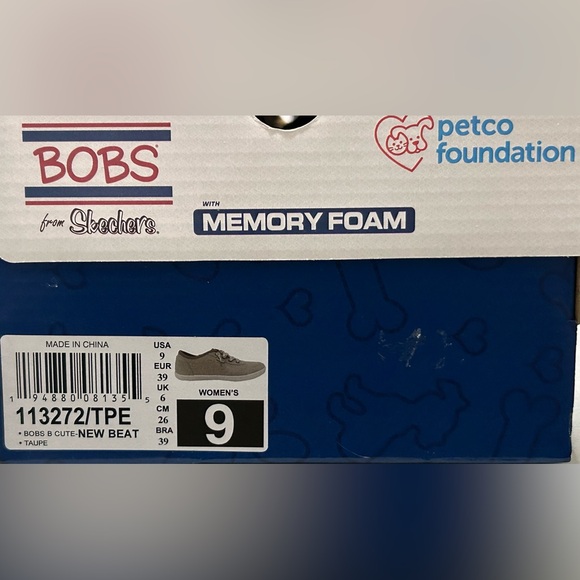 BOBS
from Skechers.
WITH
MEMORY FOAM
petco
foundation
MADE IN CHINA
1 94880 08135 5
113272/TPE
• BOBS B CUTE-NEW BEAT
• TAUPE
USA
9
EUR
39
UK
6
CM
26
BRA
39
WOMEN'S
9